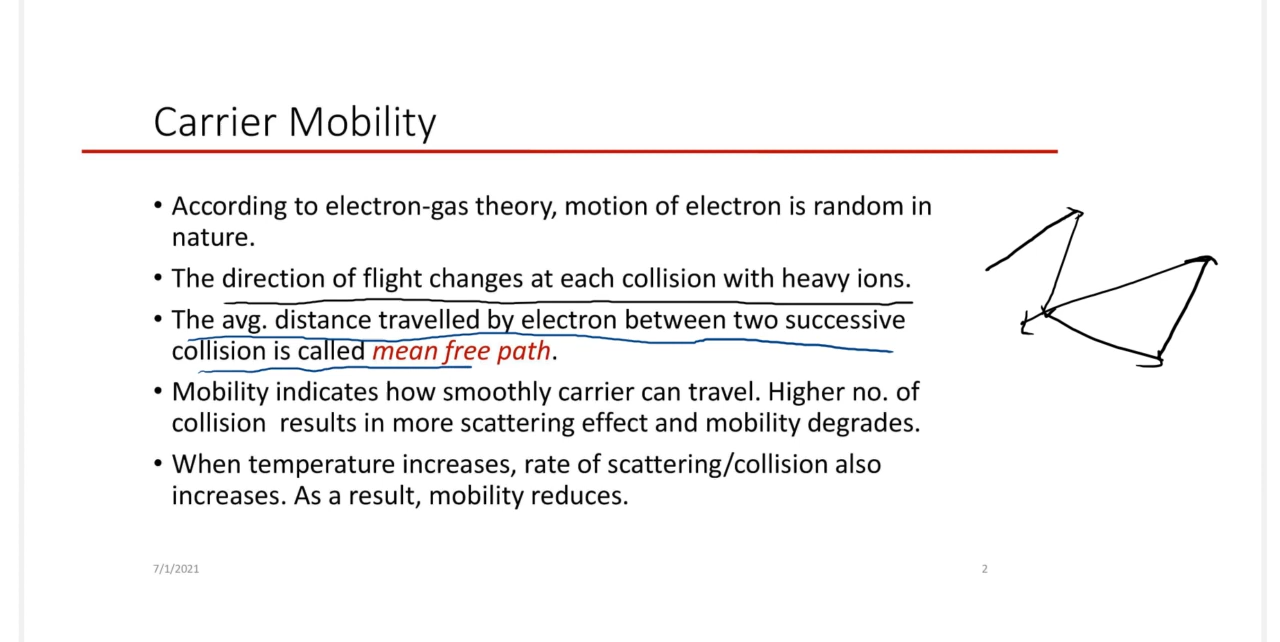 Carrier Mobility
• According to electron-gas theory, motion of electron is random in
nature.
• The direction of flight changes at each collision with heavy ions.
• The avg. distance travelled by electron between two successive
collision is called mean free path.
• Mobility indicates how smoothly carrier can travel. Higher no. of
collision results in more scattering effect and mobility degrades.
• When temperature increases, rate of scattering/collision also
increases. As a result, mobility reduces.
7/1/2021
2